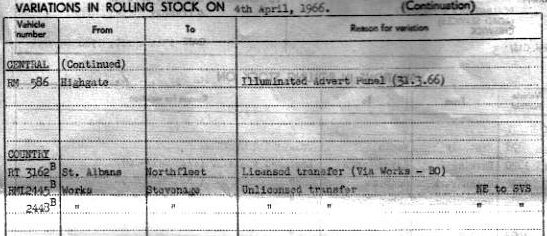 VARIATIONS IN ROLLING STOCK ON 4th April, 1966. (Continuation)
Vehicle number From To Reason for variation
CENTRAL (Continued)
RM 586 Highgate Illuminated Advert Panel (31.3.66)
COUNTRY
RT 3162B St. Albans Northfleet Licensed transfer (Via Works - BO)
RML2445B Works Stevenage Unlicensed transfer NE to SVS
2448B " " " " " "